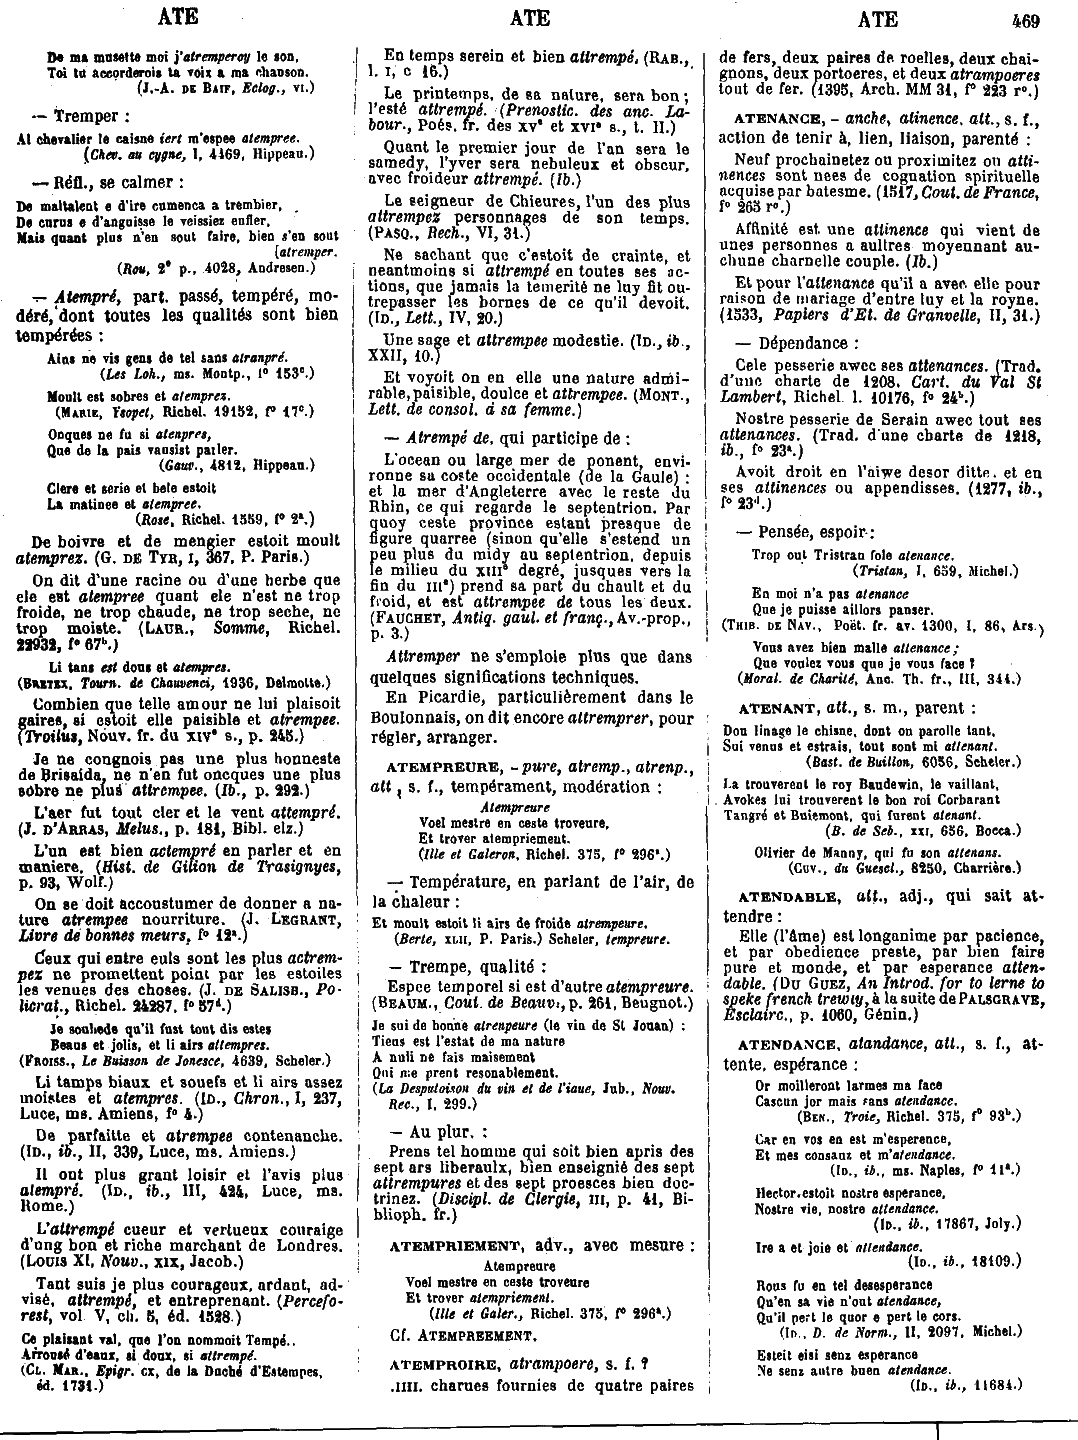 ATE
ATE
ATE
469
De ma musette moi j'atremperoy le son,
Toi tu accorderois ta voix a ma chanson.
(J.-A. DE BAIF, Eclog., VI.)
— Tremper :
Al chevalier le caisne iert m'espee atempree.
(Chev. au cygne, I, 4469, Hippeau.)
— Réfl., se calmer :
De maltalent e d'ire cumenca a trembler,
De curus e d'anguisse le veissiez enfler,
Mais quant plus n'en sout faire, bien s'en sout
[atremper.
(Rou, 2e p., 4028, Andresen.)
— Atempré, part. passé, tempéré, mo-
déré, dont toutes les qualités sont bien
tempérées :
Ains ne vis gens de tel sans atranpré.
(Les Loh., ms. Montp., fo 153c.)
Moult est sobres et atemprez.
(MARIE, Ysopet, Richel. 19152, fo 17c.)
Onques ne fu si atenpres,
Que de la pais vausist parler.
(Gauv., 4812, Hippeau.)
Clere et serie et bele estoit
La matinee et atempree.
(Rose, Richel. 1559, fo 2a.)
De boivre et de mengier estoit moult
atemprez. (G. DE TYR, I, 367, P. Paris.)
On dit d'une racine ou d'une herbe que
ele est atempree quant ele n'est ne trop
froide, ne trop chaude, ne trop seche, ne
trop moiste. (LAUR., Somme, Richel.
22932, fo 67b.)
Li tans est dous et atempres.
(BRETEX, Tourn. de Chauvenci, 1936, Delmotte.)
Combien que telle amour ne lui plaisoit
gaires, si estoit elle paisible et atrempee.
(Troilus, Nouv. fr. du XIVe s., p. 245.)
Je ne congnois pas une plus honneste
de Brisaida, ne n'en fut oncques une plus
sobre ne plus attrempee. (Ib., p. 292.)
L'aer fut tout cler et le vent attempré.
(J. D'ARRAS, Melus., p. 181, Bibl. elz.)
L'un est bien actempré en parler et en
maniere. (Hist. de Gillon de Trasignyes,
p. 93, Wolf.)
On se doit accoustumer de donner a na-
ture atrempee nourriture. (J. LEGRANT,
Livre de bonnes meurs, fo 12a.)
Ceux qui entre euls sont les plus actrem-
pez ne promettent point par les estoiles
les venues des choses. (J. DE SALISB., Po-
licrat., Richel. 24287, fo 57d.)
Je souhede qu'il fust tout dis estes
Beaus et jolis, et li airs attempres.
(FROISS., Le Buisson de Jonesce, 4639, Scheler.)
Li tamps biaux et souefs et li airs assez
moistes et atempres. (ID., Chron., I, 237,
Luce, ms. Amiens, fo 4.)
De parfaitte et atrempee contenanche.
(ID., ib., II, 339, Luce, ms. Amiens.)
Il ont plus grant loisir et l'avis plus
atempré. (ID., ib., III, 424, Luce, ms.
Rome.)
L'attrempé cueur et vertueux couraige
d'ung bon et riche marchant de Londres.
(LOUIS XI, Nouv., XIX, Jacob.)
Tant suis je plus courageux, ardant, ad-
visé, attrempé, et entreprenant. (Percefo-
rest, vol V, ch. 5, éd. 1528.)
Ce plaisant val, que l'on nommoit Tempé,
Arrousé d'eaux, si doux, si attrempé.
(CL. MAR., Epigr. CX, de la Duché d'Estempes,
éd. 1731.)
En temps serein et bien attrempé. (RAB.,
l. I, c 16.)
Le printemps, de sa nature, sera bon ;
l'esté attrempé. (Prenostic. des anc. La-
bour., Poés. fr. des XVe et XVIe s., t. II.)
Quant le premier jour de l'an sera le
samedy, l'yver sera nebuleux et obscur,
avec froideur attrempé. (Ib.)
Le seigneur de Chieures, l'un des plus
attrempez personnages de son temps.
(PASQ., Rech., VI, 31.)
Ne sachant que c'estoit de crainte, et
neantmoins si attrempé en toutes ses ac-
tions, que jamais la temerité ne luy fit ou-
trepasser les bornes de ce qu'il devoit.
(ID., Lett., IV, 20.)
Une sage et attrempee modestie. (ID., ib.,
XXII, 10.)
Et voyoit on en elle une nature admi-
rable, paisible, doulce et attrempee. (MONT.,
Lett. de consol. à sa femme.)
— Atrempé de, qui participe de :
L'ocean ou large mer de ponent, envi-
ronne sa coste occidentale (de la Gaule) :
et la mer d'Angleterre avec le reste du
Rhin, ce qui regarde le septentrion. Par
quoy ceste province estant presque de
figure quarree (sinon qu'elle s'estend un
peu plus du midy au septentrion, depuis
le milieu du XIIIe degré, jusques vers la
fin du IIIe) prend sa part du chault et du
froid, et est attrempee de tous les deux.
(FAUCHET, Antiq. gaul. et franç., Av.-prop.,
p. 3.)
Attremper ne s'emploie plus que dans
quelques significations techniques.
En Picardie, particulièrement dans le
Boulonnais, on dit encore attremprer, pour
régler, arranger.
ATEMPREURE, - pure, atremp., atrenp.,
att., s. f., tempérament, modération :
Atempreure
Voel mestre en ceste troveure,
Et trover atempriement.
(Ille et Galeron, Richel. 375, fo 296a.)
— Température, en parlant de l'air, de
la chaleur :
Et moult estoit li airs de froide atrempeure.
(Berte, XLII, P. Paris.) Scheler, tempreure.
— Trempe, qualité :
Espee temporel si est d'autre atempreure.
(BEAUM., Cout. de Beauv., p. 261, Beugnot.)
Je sui de bonne atrenpeure (le vin de St Jouan) :
Tieus est l'estat de ma nature
A nuli ne fais maisement
Qui me prent resonablement.
(La Desputoison du vin et de l'iaue, Jub., Nouv.
Rec., I, 299.)
— Au plur. :
Prens tel homme qui soit bien apris des
sept ars liberaulx, bien enseignié des sept
attrempures et des sept proesces bien doc-
trinez. (Discipl. de Clergie, III, p. 41, Bi-
blioph. fr.)
ATEMPRIEMENT, adv., avec mesure :
Atempreure
Voel mestre en ceste troveure
Et trover atempriement.
(Ille et Galer., Richel. 375, fo 296a.)
Cf. ATEMPREEMENT.
ATEMPROIRE, atrampoere, s. f. ?
.IIII. charues fournies de quatre paires
de fers, deux paires de roelles, deux chai-
gnons, deux portoeres, et deux atrampoeres
tout de fer. (1395, Arch. MM 31, fo 223 ro.)
ATENANCE, - anche, atinence, att., s. f.,
action de tenir à, lien, liaison, parenté :
Neuf prochainetez ou proximitez ou atti-
nences sont nees de cognation spirituelle
acquise par batesme. (1517, Cout. de France,
fo 265 ro.)
Affinité est une attinence qui vient de
unes personnes a aultres moyennant au-
chune charnelle couple. (Ib.)
Et pour l'attenance qu'il a avec elle pour
raison de mariage d'entre luy et la royne.
(1533, Papiers d'Et. de Granvelle, II, 31.)
— Dépendance :
Cele pesserie awec ses attenances. (Trad.
d'une charte de 1208, Cart. du Val St
Lambert, Richel. l. 10176, fo 24b.)
Nostre pesserie de Serain awec tout ses
attenances. (Trad. d'une charte de 1218,
ib., fo 23a.)
Avoit droit en l'aiwe desor ditte, et en
ses attinences ou appendisses. (1277, ib.,
fo 23d.)
— Pensée, espoir :
Trop out Tristran fole atenance.
(Tristan, I, 659, Michel.)
En moi n'a pas atenance
Que je puisse aillors panser.
(THIB. DE NAV., Poët. fr. av. 1300, I, 86, Ars.)
Vous avez bien malle attenance ;
Que voulez vous que je vous face ?
(Moral. de Charité, Anc. Th. fr., III, 344.)
ATENANT, att., s. m., parent :
Don linage le chisne, dont ou parolle tant,
Sui venus et estrais, tout sont mi attenant.
(Bast. de Buillon, 6056, Scheler.)
La trouverent le roy Baudewin, le vaillant,
Avokes lui trouverent le bon roi Corbarant
Tangré et Buiemont, qui furent atenant.
(B. de Seb., XXI, 656, Bocca.)
Olivier de Manny, qui fu son attenans.
(CUV., du Guescl., 8250, Charrière.)
ATENDABLE, att., adj., qui sait at-
tendre :
Elle (l'âme) est longanime par pacience,
et par obedience preste, par bien faire
pure et monde, et par esperance atten-
dable. (DU GUEZ, An Introd. for to lerne to
speke french trewly, à la suite de PALSGRAVE,
Esclairc., p. 1060, Génin.)
ATENDANCE, atandance, att., s. f., at-
tente, espérance :
Or moilleront larmes ma face
Cascun jor mais sans atendance.
(BEN., Troie, Richel. 375, fo 93b.)
Car en vos en est m'esperence,
Et mes consauz et m'atendance.
(ID., ib., ms. Naples, fo 11a.)
Hector estoit nostre esperance,
Nostre vie, nostre attendance.
(ID., ib., 17867, Joly.)
Ire a et joie et attendance.
(ID., ib., 18109.)
Rous fu en tel desesperance
Qu'en sa vie n'out atendance,
Qu'il pert le quor e pert le cors.
(ID., D. de Norm., II, 2097, Michel.)
Esteit eisi senz esperance
Ne senz autre buen atendance.
(ID., ib., 11684.)